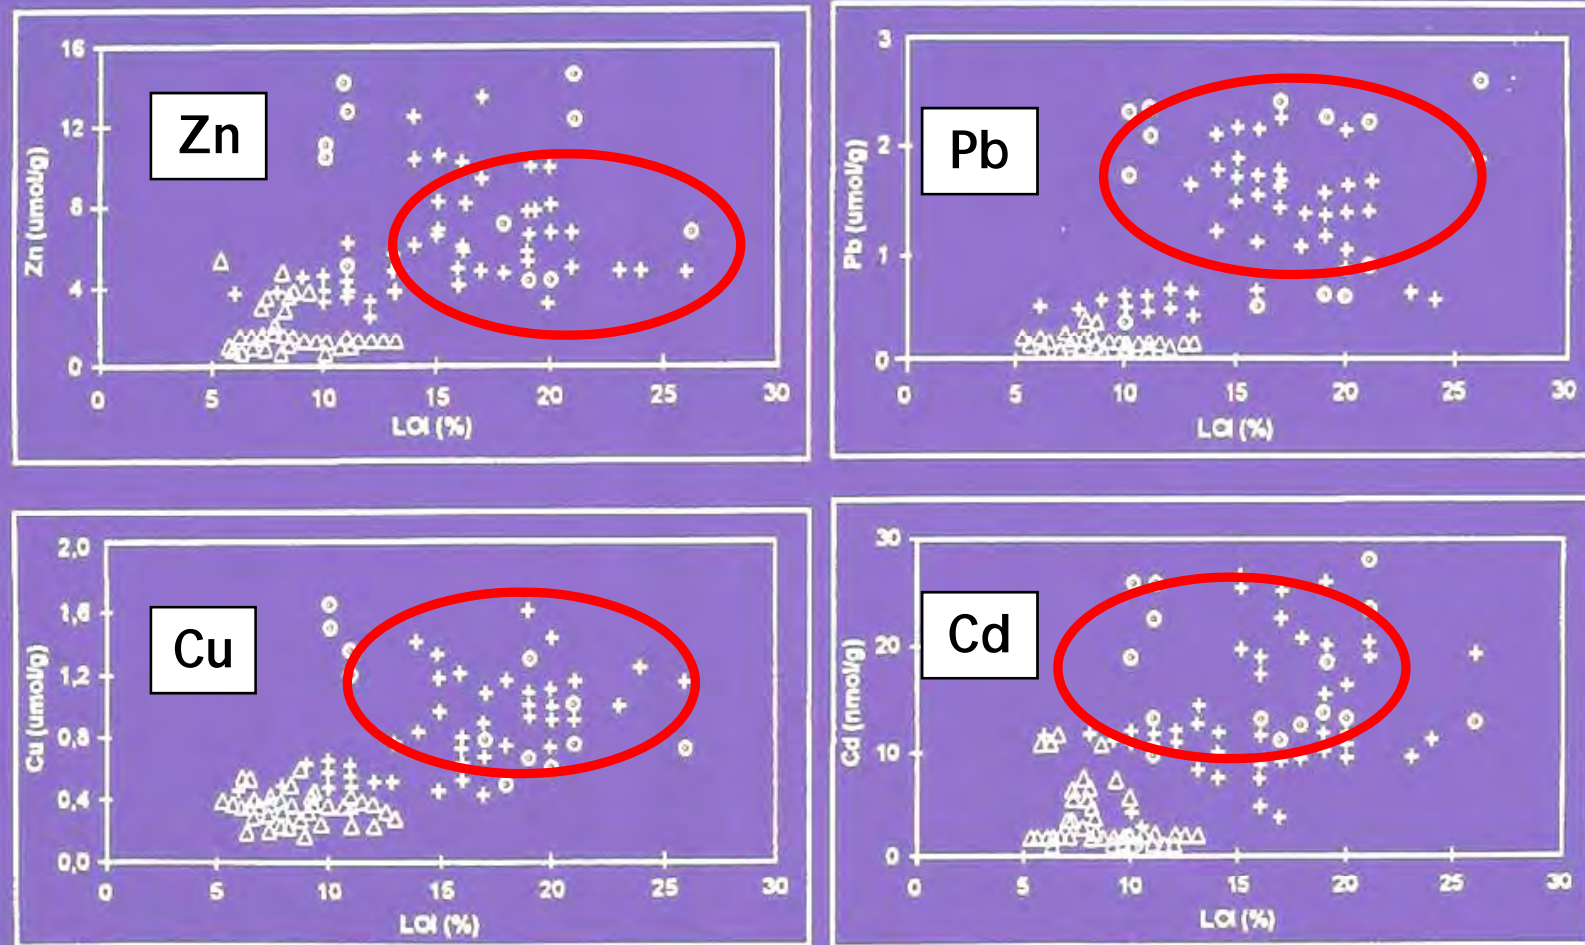 16
12
8
4
0
Zn (umol/g)
Zn
0 5 10 15 20 25 30
LOI (%)
3
2
1
0
Pb (umol/g)
Pb
0 5 10 15 20 25 30
LOI (%)
2,0
1,6
1,2
0,8
0,4
0,0
Cu (umol/g)
Cu
0 5 10 15 20 25 30
LOI (%)
30
20
10
0
Cd (nmol/g)
Cd
0 5 10 15 20 25 30
LOI (%)